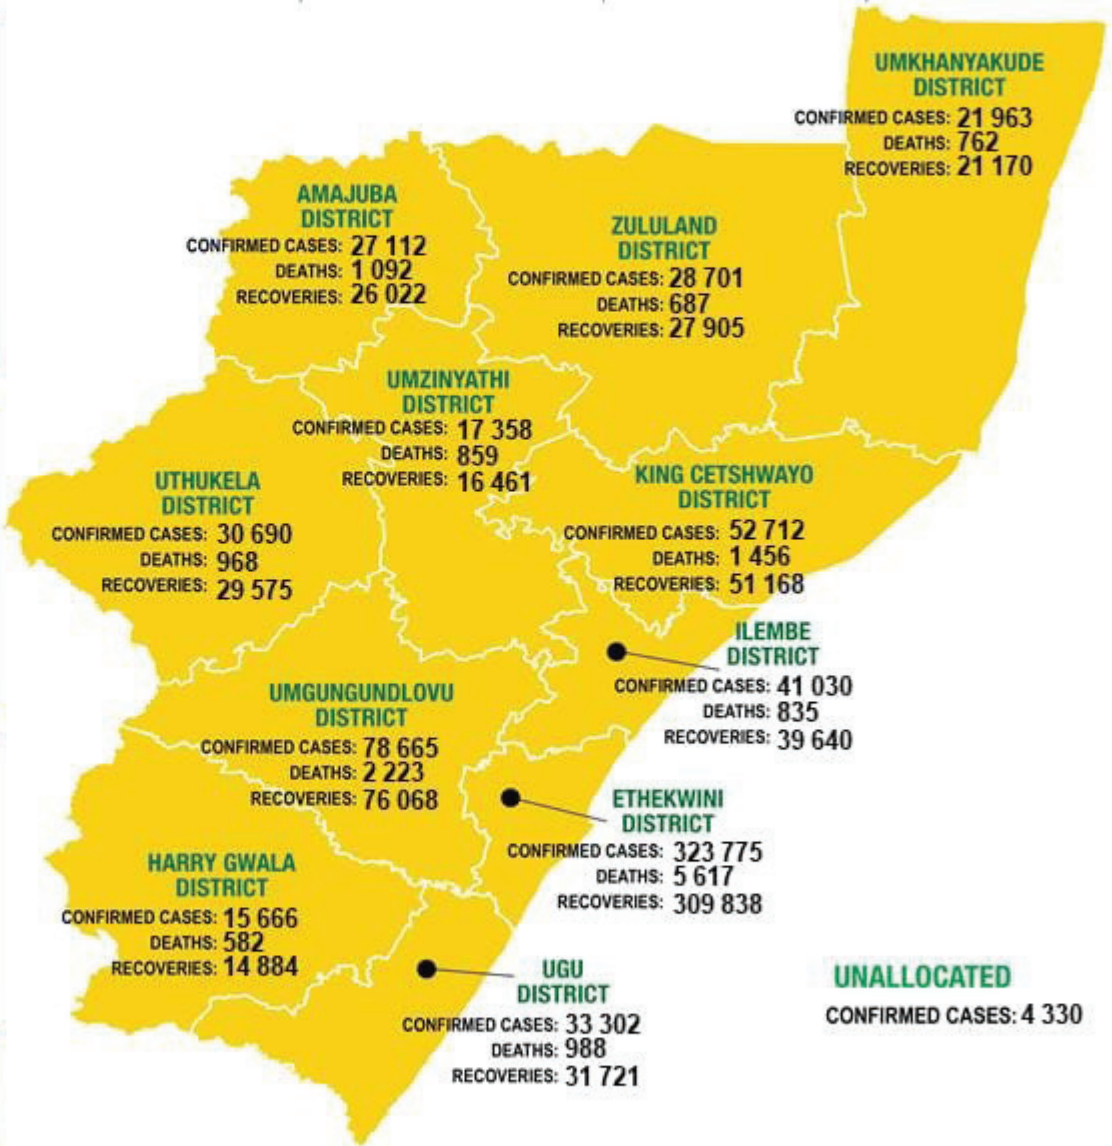 UMKHANYAKUDE
DISTRICT
CONFIRMED CASES: 21 963
DEATHS: 762
RECOVERIES: 21 170
AMAJUBA
DISTRICT
CONFIRMED CASES: 27 112
DEATHS: 1 092
RECOVERIES: 26 022
ZULULAND
DISTRICT
CONFIRMED CASES: 28 701
DEATHS: 687
RECOVERIES: 27 905
UMZINYATHI
DISTRICT
CONFIRMED CASES: 17 358
DEATHS: 859
RECOVERIES: 16 461
UTHUKELA
DISTRICT
CONFIRMED CASES: 30 690
DEATHS: 968
RECOVERIES: 29 575
KING CETSHWAYO
DISTRICT
CONFIRMED CASES: 52 712
DEATHS: 1 456
RECOVERIES: 51 168
ILEMBE
DISTRICT
CONFIRMED CASES: 41 030
DEATHS: 835
RECOVERIES: 39 640
UMGUNGUNDLOVU
DISTRICT
CONFIRMED CASES: 78 665
DEATHS: 2 223
RECOVERIES: 76 068
ETHEKWINI
DISTRICT
CONFIRMED CASES: 323 775
DEATHS: 5 617
RECOVERIES: 309 838
HARRY GWALA
DISTRICT
CONFIRMED CASES: 15 666
DEATHS: 582
RECOVERIES: 14 884
UGU
DISTRICT
CONFIRMED CASES: 33 302
DEATHS: 988
RECOVERIES: 31 721
UNALLOCATED
CONFIRMED CASES: 4 330